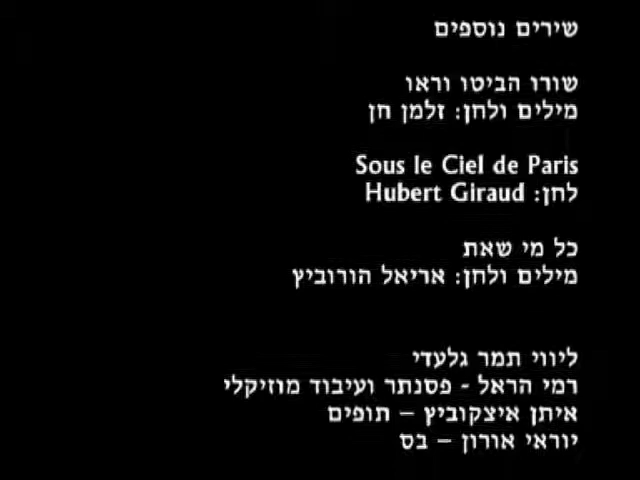 שירים נוספים
שורו הביטו וראו
מילים ולחן: זלמן חן
Sous le Ciel de Paris
לחן: Hubert Giraud
כל מי שאת
מילים ולחן: אריאל הורוביץ
ליווי תמר גלעדי
רמי הראל - פסנתר ועיבוד מוזיקלי
איתן איצקוביץ – תופים
יוראי אורון – בס